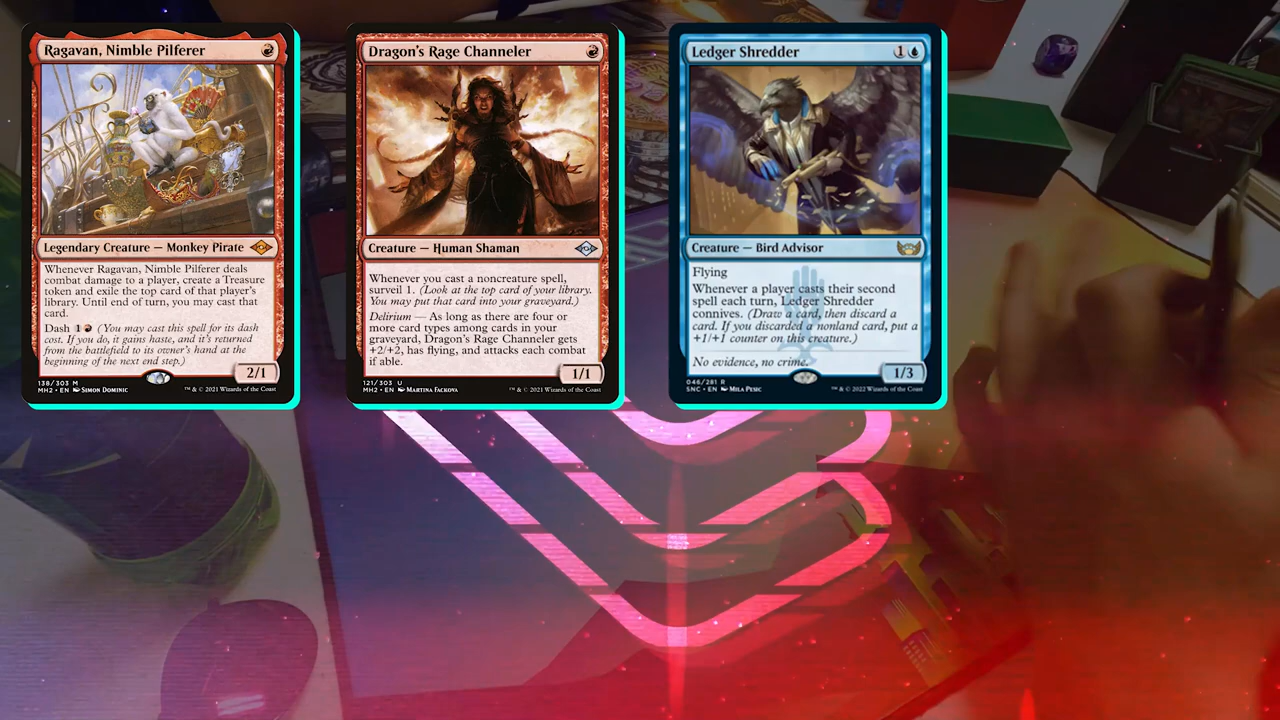 Ragavan, Nimble Pilferer
Legendary Creature — Monkey Pirate
Whenever Ragavan, Nimble Pilferer deals
combat damage to a player, create a Treasure
token and exile the top card of that player's
library. Until end of turn, you may cast that
card.
Dash 1 (You may cast this spell for its dash
cost. If you do, it gains haste, and it's returned
from the battlefield to its owner's hand at the
beginning of the next end step.)
2/1
138/303 M
MH2 • EN SIMON DOMINIC
™ & © 2021 Wizards of the Coast
Dragon's Rage Channeler
Creature — Human Shaman
Whenever you cast a noncreature spell,
surveil 1. (Look at the top card of your library.
You may put that card into your graveyard.)
Delirium — As long as there are four or
more card types among cards in your
graveyard, Dragon's Rage Channeler gets
+2/+2, has flying, and attacks each combat
if able.
1/1
121/303 U
MH2 • EN MARTINA FAČKOVÁ
™ & © 2021 Wizards of the Coast
Ledger Shredder
1
Creature — Bird Advisor
Flying
Whenever a player casts their second
spell each turn, Ledger Shredder
connives. (Draw a card, then discard a
card. If you discarded a nonland card, put a
+1/+1 counter on this creature.)
No evidence, no crime.
1/3
046/281 R
SNC • EN MILA PESIC
™ & © 2022 Wizards of the Coast